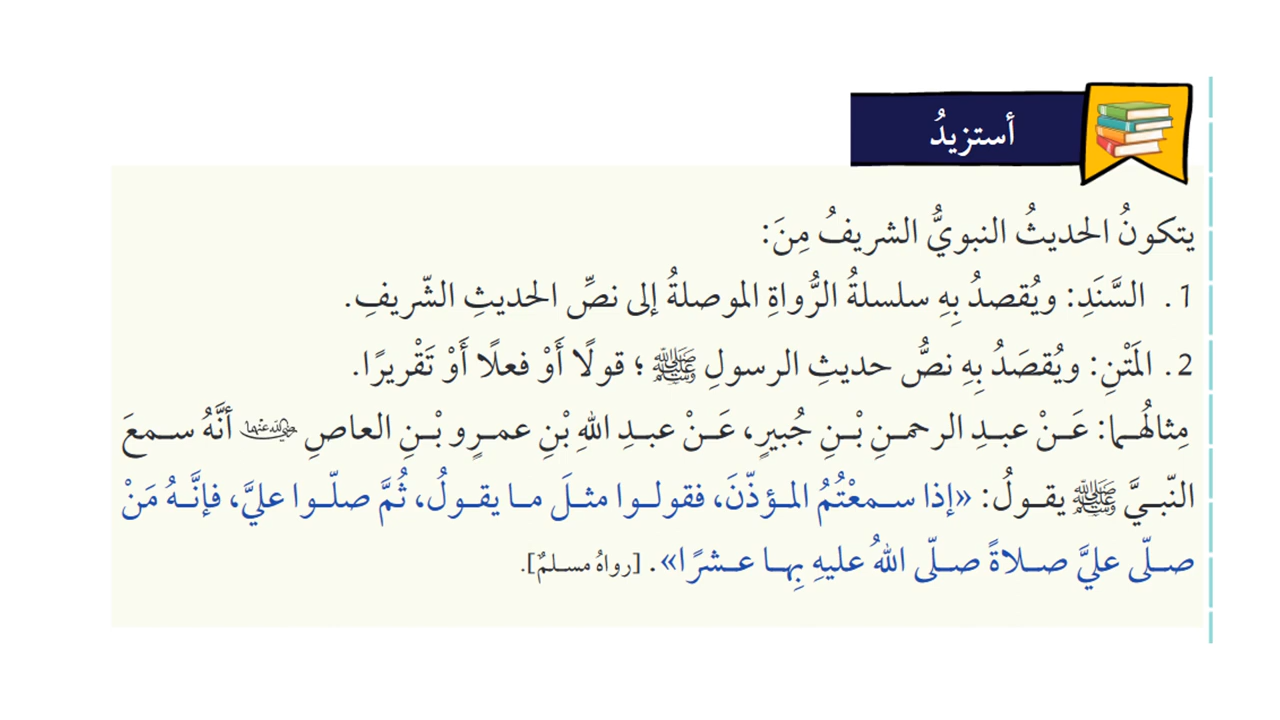 أستزيدُ
يتكونُ الحديثُ النبويُّ الشريفُ مِنَ:
1. السَّنَدِ: ويُقصدُ بِهِ سلسلةُ الرُّواةِ الموصلةُ إلى نصِّ الحديثِ الشّريفِ.
2. المَتْنِ: ويُقصَدُ بِهِ نصُّ حديثِ الرسولِ ﷺ ؛ قولًا أَوْ فعلًا أَوْ تَقْريرًا.
مِثالُهُما: عَنْ عبدِ الرحمنِ بْنِ جُبيرٍ، عَنْ عبدِ اللهِ بْنِ عمرِو بْنِ العاصِ رضي الله عنهما أنَّهُ سمعَ
النّبيَّ ﷺ يقولُ: «إذا سمعْتُمُ المؤذّنَ، فقولوا مثلَ ما يقولُ، ثُمَّ صلّوا عليَّ، فإنَّهُ مَنْ
صلّى عليَّ صلاةً صلّى اللهُ عليهِ بِها عشرًا». [رواهُ مسلمٌ].